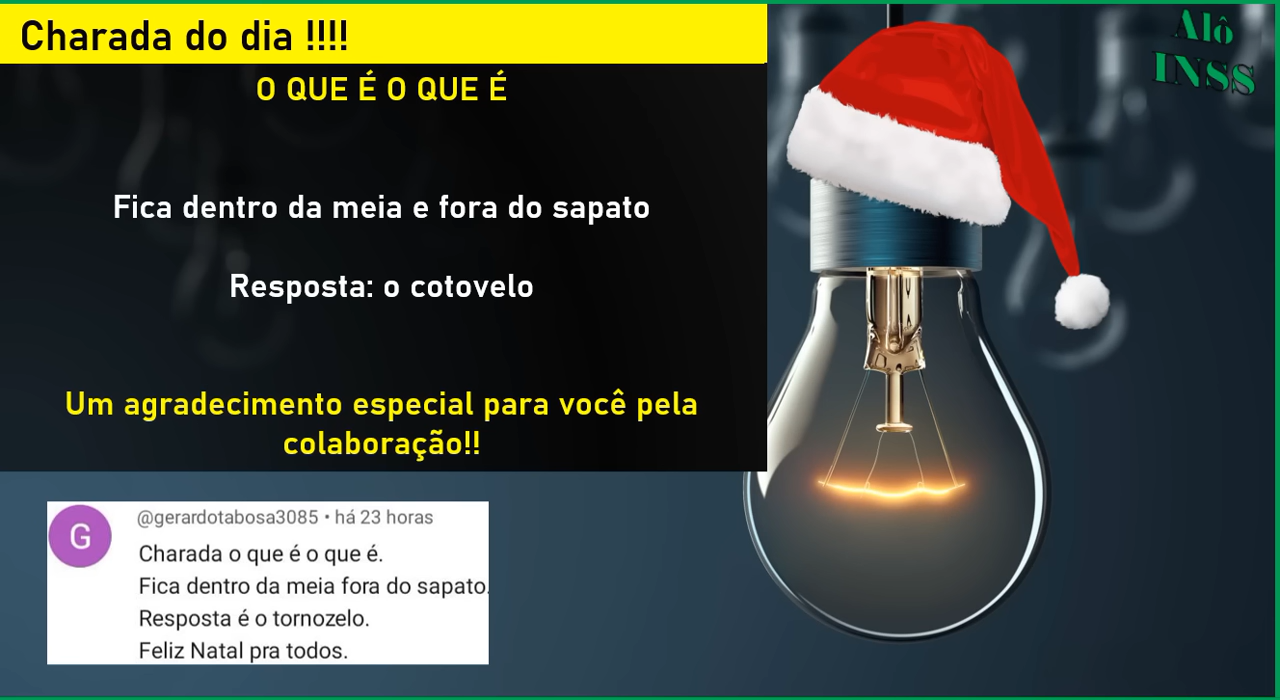 Charada do dia !!!!
O QUE É O QUE É
Fica dentro da meia e fora do sapato
Resposta: o cotovelo
Um agradecimento especial para você pela
colaboração!!
Alô
INSS
G
@gerardotabosa3085 • há 23 horas
Charada o que é o que é.
Fica dentro da meia fora do sapato.
Resposta é o tornozelo.
Feliz Natal pra todos.